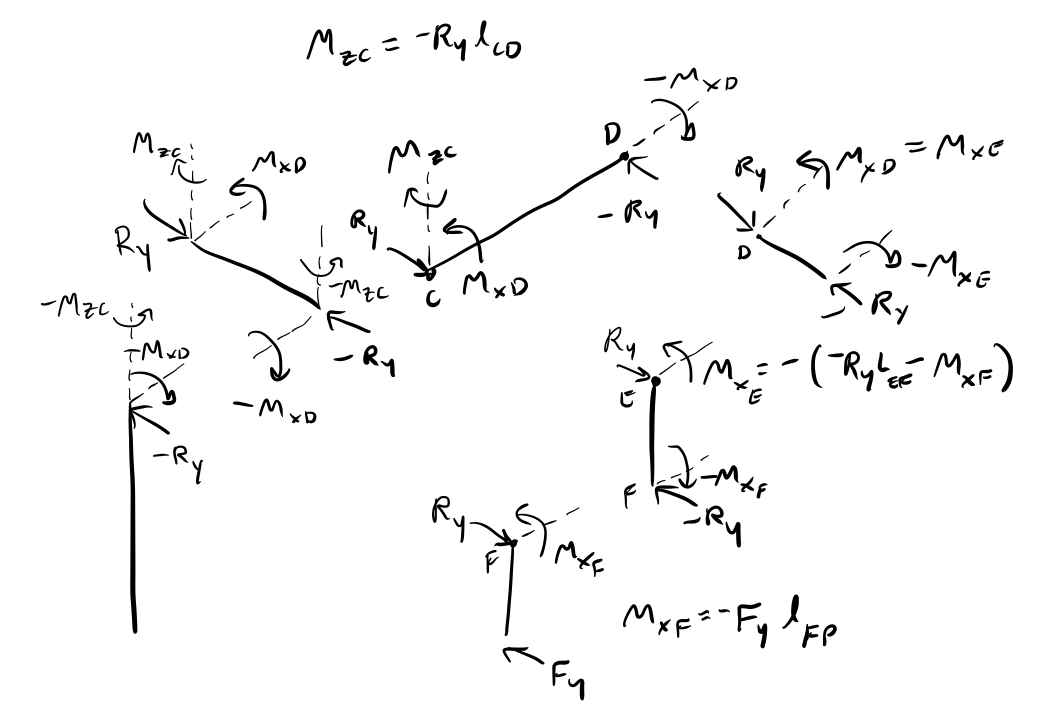 M_ZC = -R_y l_CD
-M_XD
D
-R_y
M_ZC
M_XD
R_y
-M_ZC
-R_y
-M_XD
-M_ZC
-M_XD
-R_y
M_ZC
R_y
C
M_XD
R_y
M_XD = M_XE
D
-M_XE
R_y
R_y
E
M_XE = -(-R_y L_EF - M_XF)
F
-M_XF
-R_y
R_y
F
M_XF
F_y
M_XF = -F_y l_FP